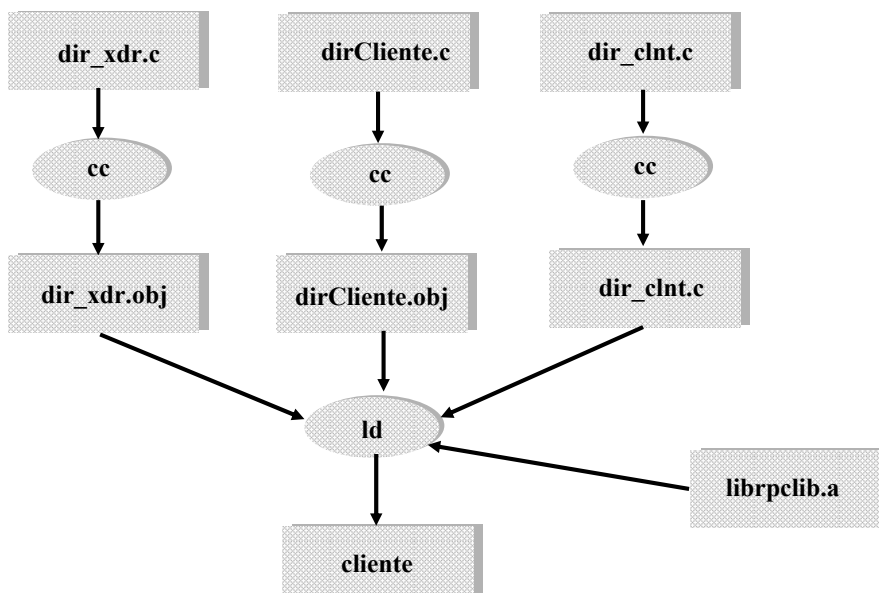 dir_xdr.c
dirCliente.c
dir_clnt.c
cc
cc
cc
dir_xdr.obj
dirCliente.obj
dir_clnt.c
ld
librpclib.a
cliente